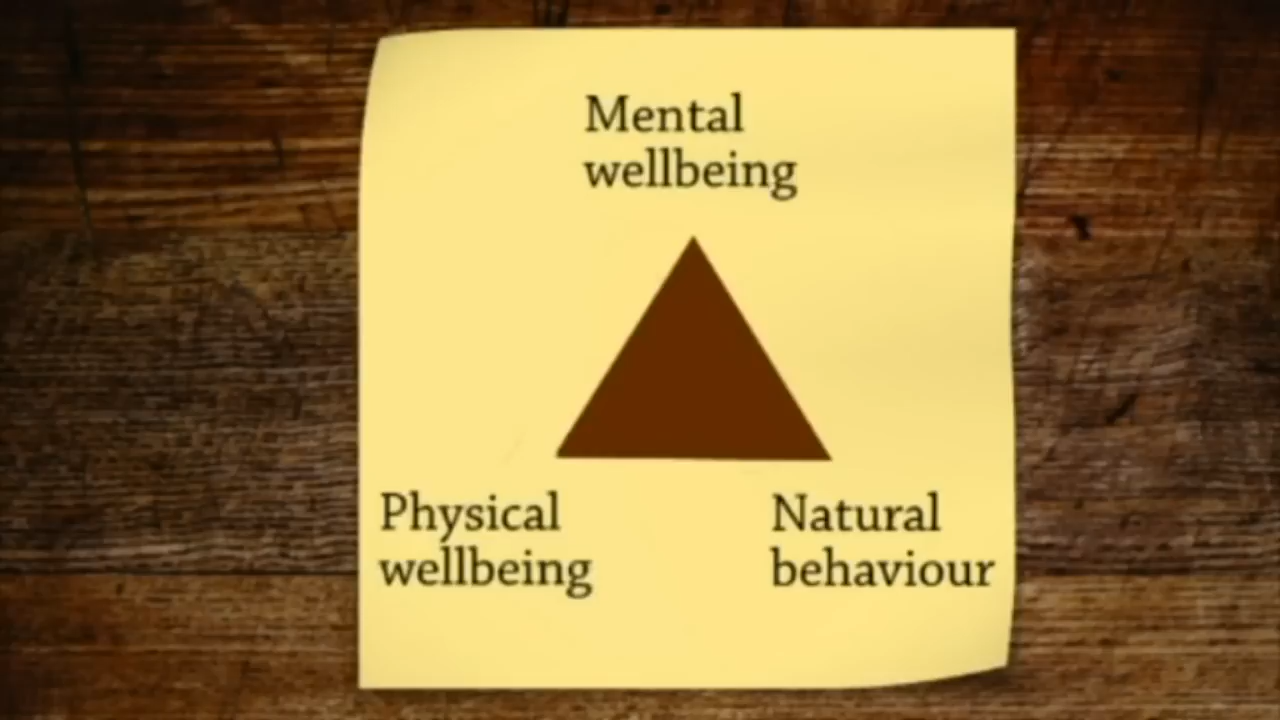 Mental
wellbeing
Physical
wellbeing
Natural
behaviour